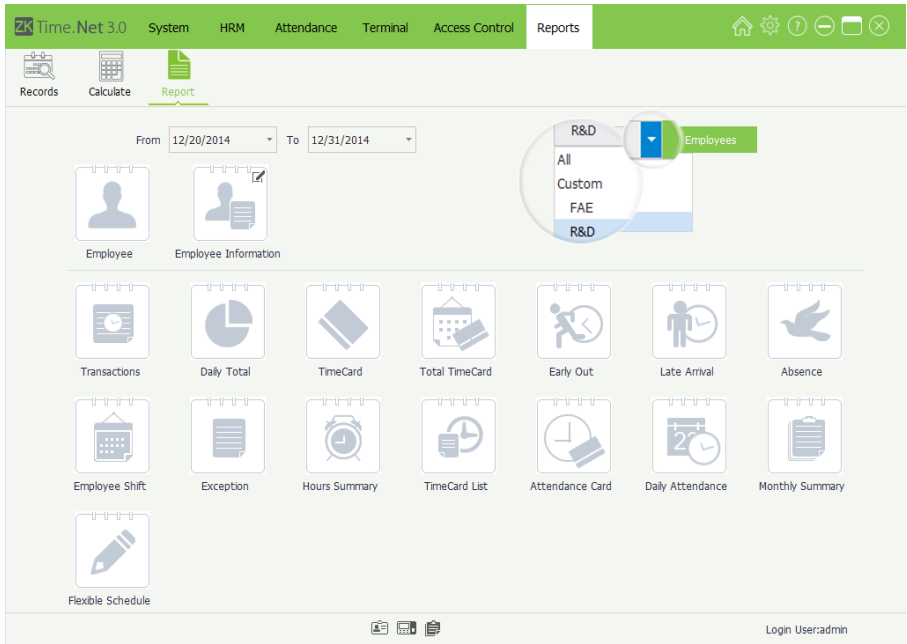 ZK Time.Net 3.0 System HRM Attendance Terminal Access Control Reports
Records Calculate Report
From 12/20/2014 To 12/31/2014 R&D Employees
All
Custom
FAE
R&D
Employee Employee Information
Transactions Daily Total TimeCard Total TimeCard Early Out Late Arrival Absence
Employee Shift Exception Hours Summary TimeCard List Attendance Card Daily Attendance Monthly Summary
Flexible Schedule
Login User:admin